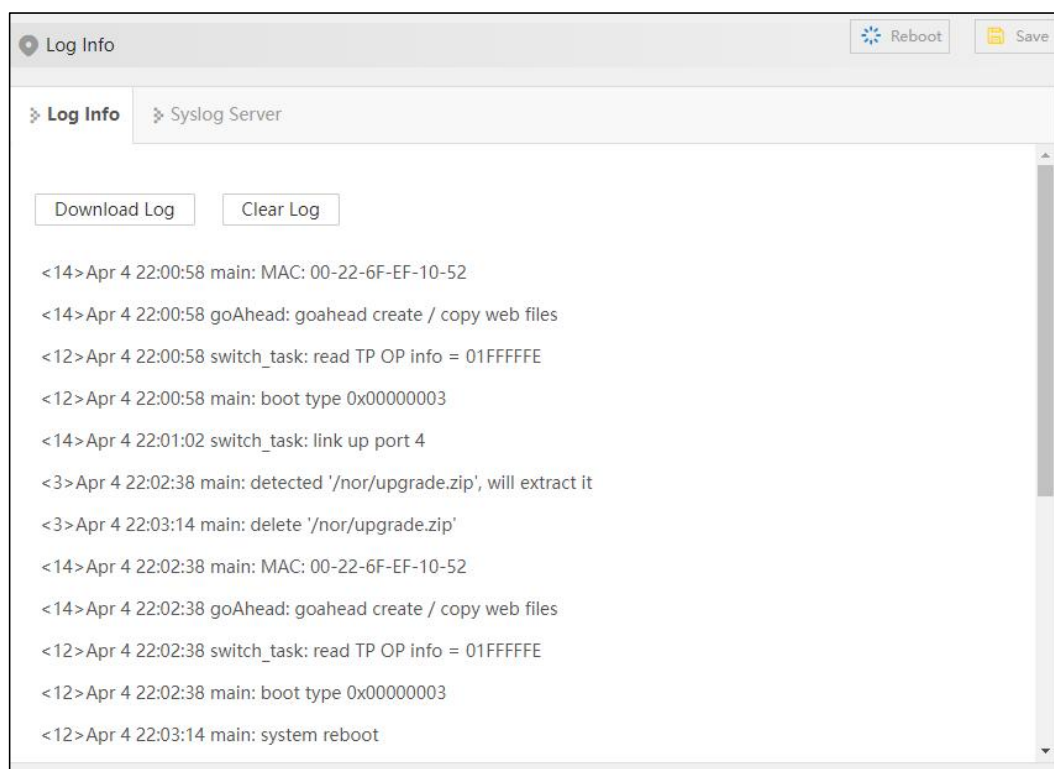 Log Info
Reboot
Save
Log Info
Syslog Server
Download Log
Clear Log
<14>Apr 4 22:00:58 main: MAC: 00-22-6F-EF-10-52
<14>Apr 4 22:00:58 goAhead: goahead create / copy web files
<12>Apr 4 22:00:58 switch_task: read TP OP info = 01FFFFFE
<12>Apr 4 22:00:58 main: boot type 0x00000003
<14>Apr 4 22:01:02 switch_task: link up port 4
<3>Apr 4 22:02:38 main: detected '/nor/upgrade.zip', will extract it
<3>Apr 4 22:03:14 main: delete '/nor/upgrade.zip'
<14>Apr 4 22:02:38 main: MAC: 00-22-6F-EF-10-52
<14>Apr 4 22:02:38 goAhead: goahead create / copy web files
<12>Apr 4 22:02:38 switch_task: read TP OP info = 01FFFFFE
<12>Apr 4 22:02:38 main: boot type 0x00000003
<12>Apr 4 22:03:14 main: system reboot